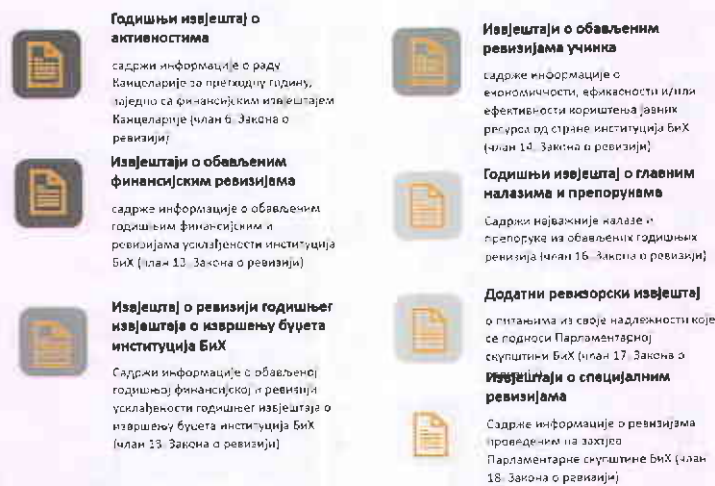 Годишњи извјештај о
активностима
садржи информације о раду
Канцеларије за претходну годину,
заједно са финансијским извјештајем
Канцеларије (члан 6. Закона о
ревизији)
Извјештаји о обављеним
финансијским ревизијама
садрже информације о обављеним
годишњим финансијским и
ревизијама усклађености институција
БиХ (члан 13. Закона о ревизији)
Извјештај о ревизији годишњег
извјештаја о извршењу буџета
институција БиХ
Садржи информације о обављеној
годишњој финансијској и ревизији
усклађености годишњег извјештаја о
извршењу буџета институција БиХ
(члан 13. Закона о ревизији)
Извјештаји о обављеним
ревизијама учинка
садрже информације о
економичности, ефикасности и/или
ефективности кориштења јавних
ресурса од стране институција БиХ
(члан 14. Закона о ревизији)
Годишњи извјештај о главним
налазима и препорукама
Садржи најважније налазе и
препоруке из обављених годишњих
ревизија (члан 16. Закона о ревизији)
Додатни ревизорски извјештај
о питањима из своје надлежности које
се подноси Парламентарној
скупштини БиХ (члан 17. Закона о
ревизији)
Извјештаји о специјалним
ревизијама
Садрже информације о ревизијама
проведеним на захтјев
Парламентарне скупштине БиХ (члан
18. Закона о ревизији)